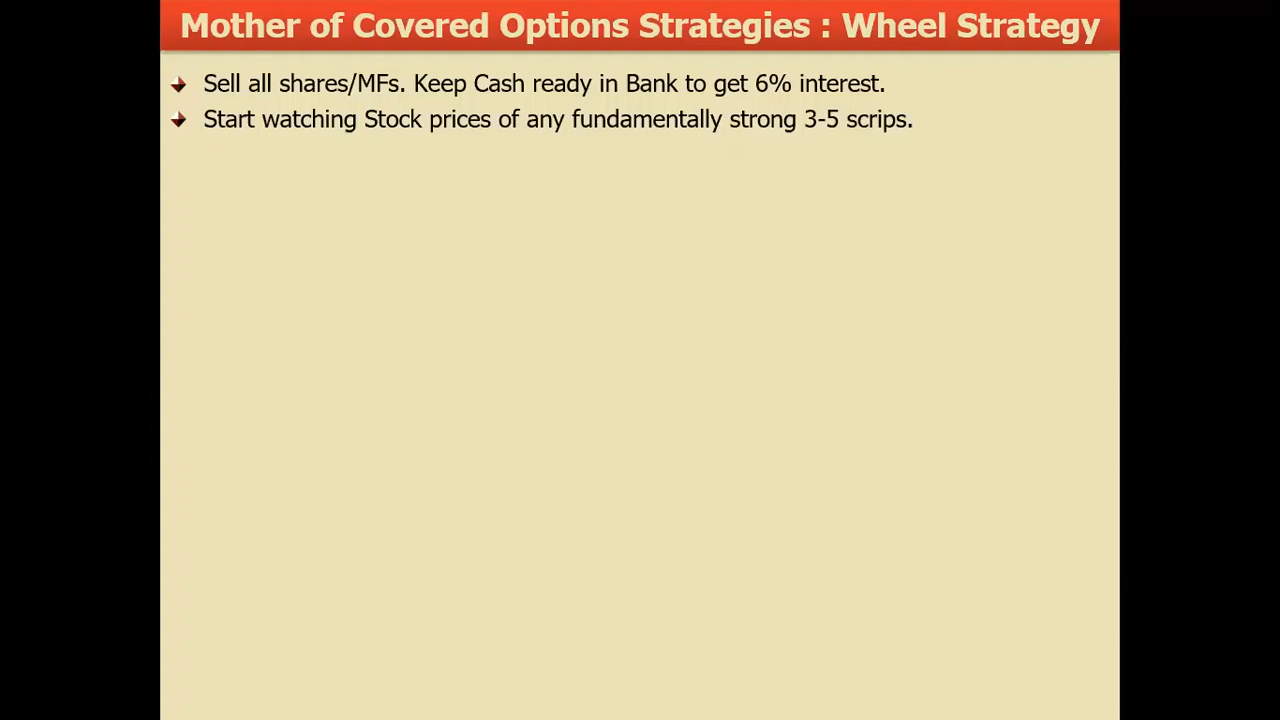 Mother of Covered Options Strategies : Wheel Strategy
Sell all shares/MFs. Keep Cash ready in Bank to get 6% interest.
Start watching Stock prices of any fundamentally strong 3-5 scrips.